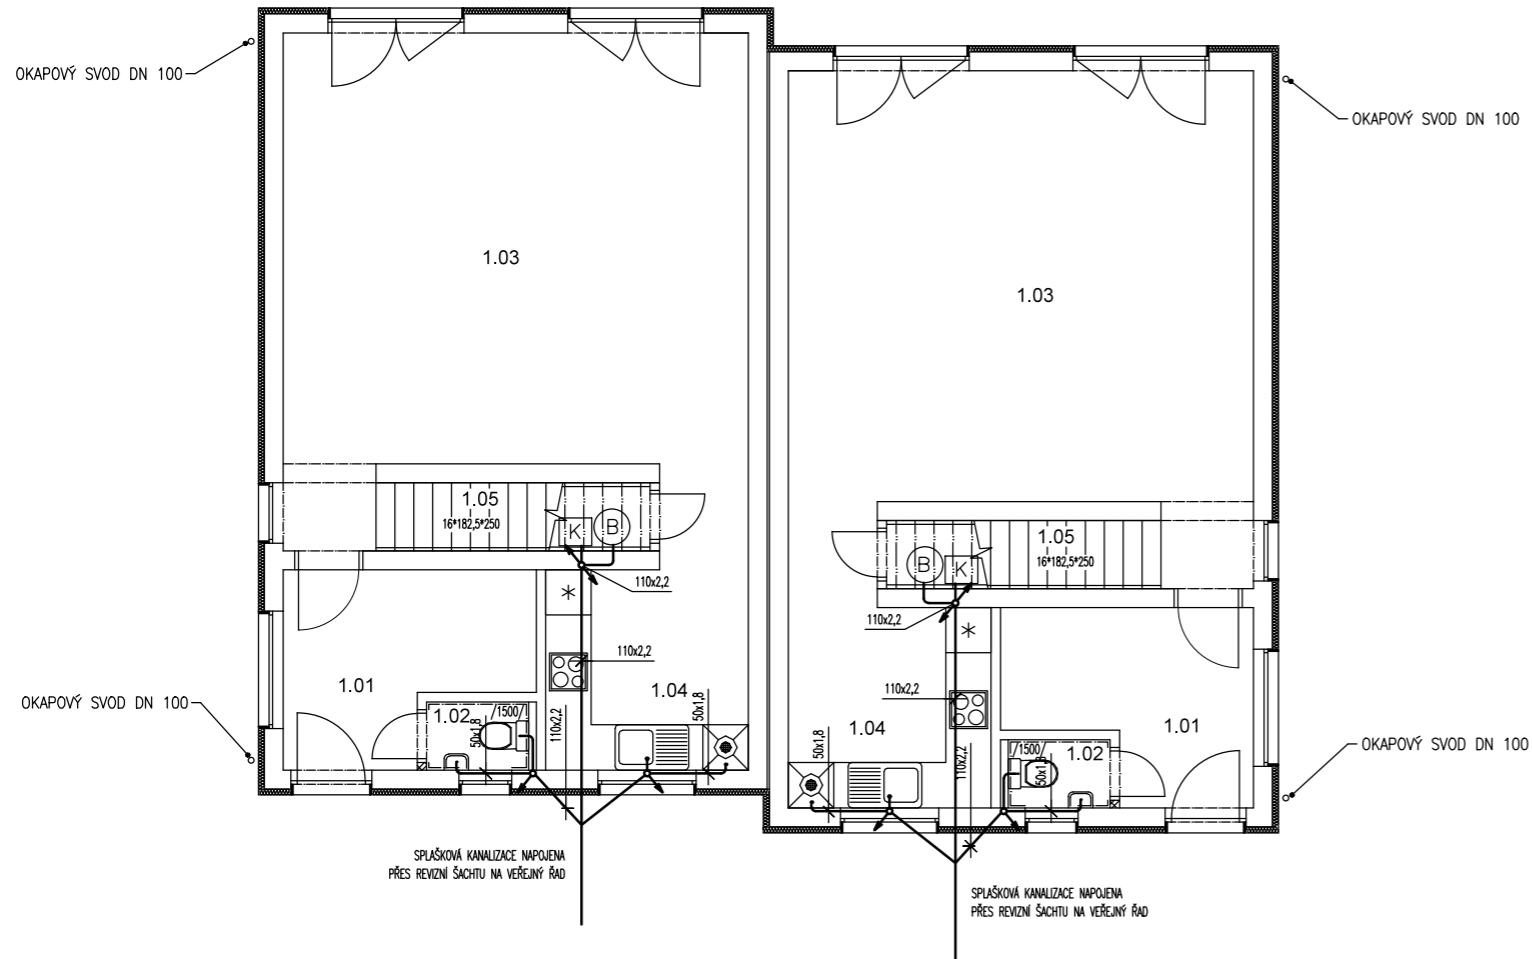 OKAPOVÝ SVOD DN 100
OKAPOVÝ SVOD DN 100
1.03
1.03
1.05
16*182,5*250
K
B
110x2,2
1.05
16*182,5*250
B
K
110x2,2
110x2,2
1.01
1.04
50x1,8
1.02
/1500/
50x1,8
110x2,2
OKAPOVÝ SVOD DN 100
110x2,2
1.04
50x1,8
1.01
/1500/
1.02
50x1,8
110x2,2
OKAPOVÝ SVOD DN 100
SPLAŠKOVÁ KANALIZACE NAPOJENA
PŘES REVIZNÍ ŠACHTU NA VEŘEJNÝ ŘAD
SPLAŠKOVÁ KANALIZACE NAPOJENA
PŘES REVIZNÍ ŠACHTU NA VEŘEJNÝ ŘAD